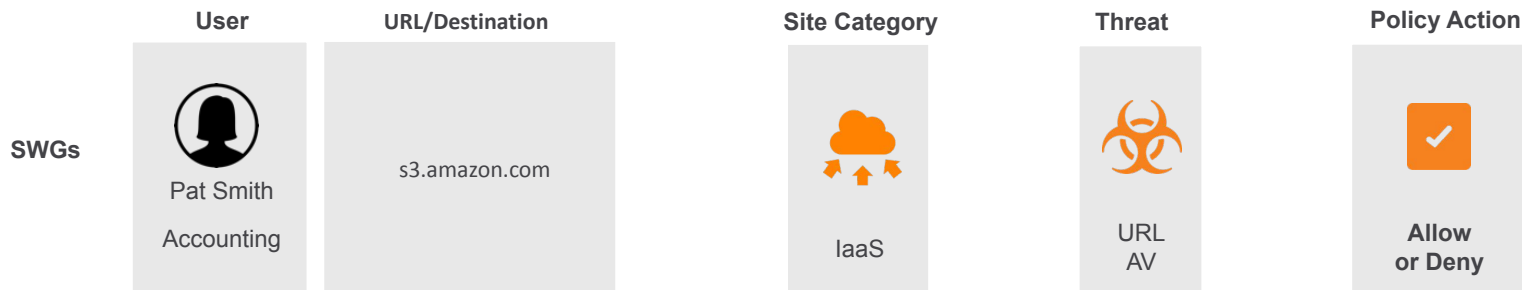 User
URL/Destination
Site Category
Threat
Policy Action
SWGs
Pat Smith
Accounting
s3.amazon.com
IaaS
URL
AV
Allow
or Deny